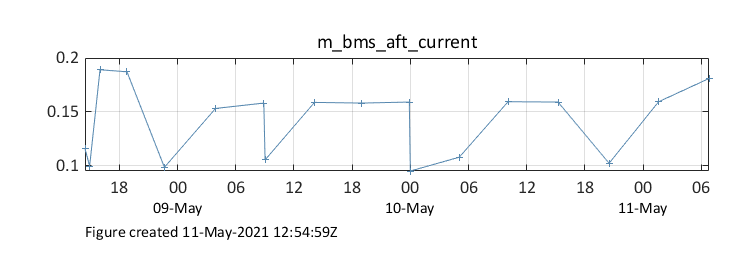 m_bms_aft_current
0.2
0.15
0.1
18 00 06 12 18 00 06 12 18 00 06
09-May 10-May 11-May
Figure created 11-May-2021 12:54:59Z